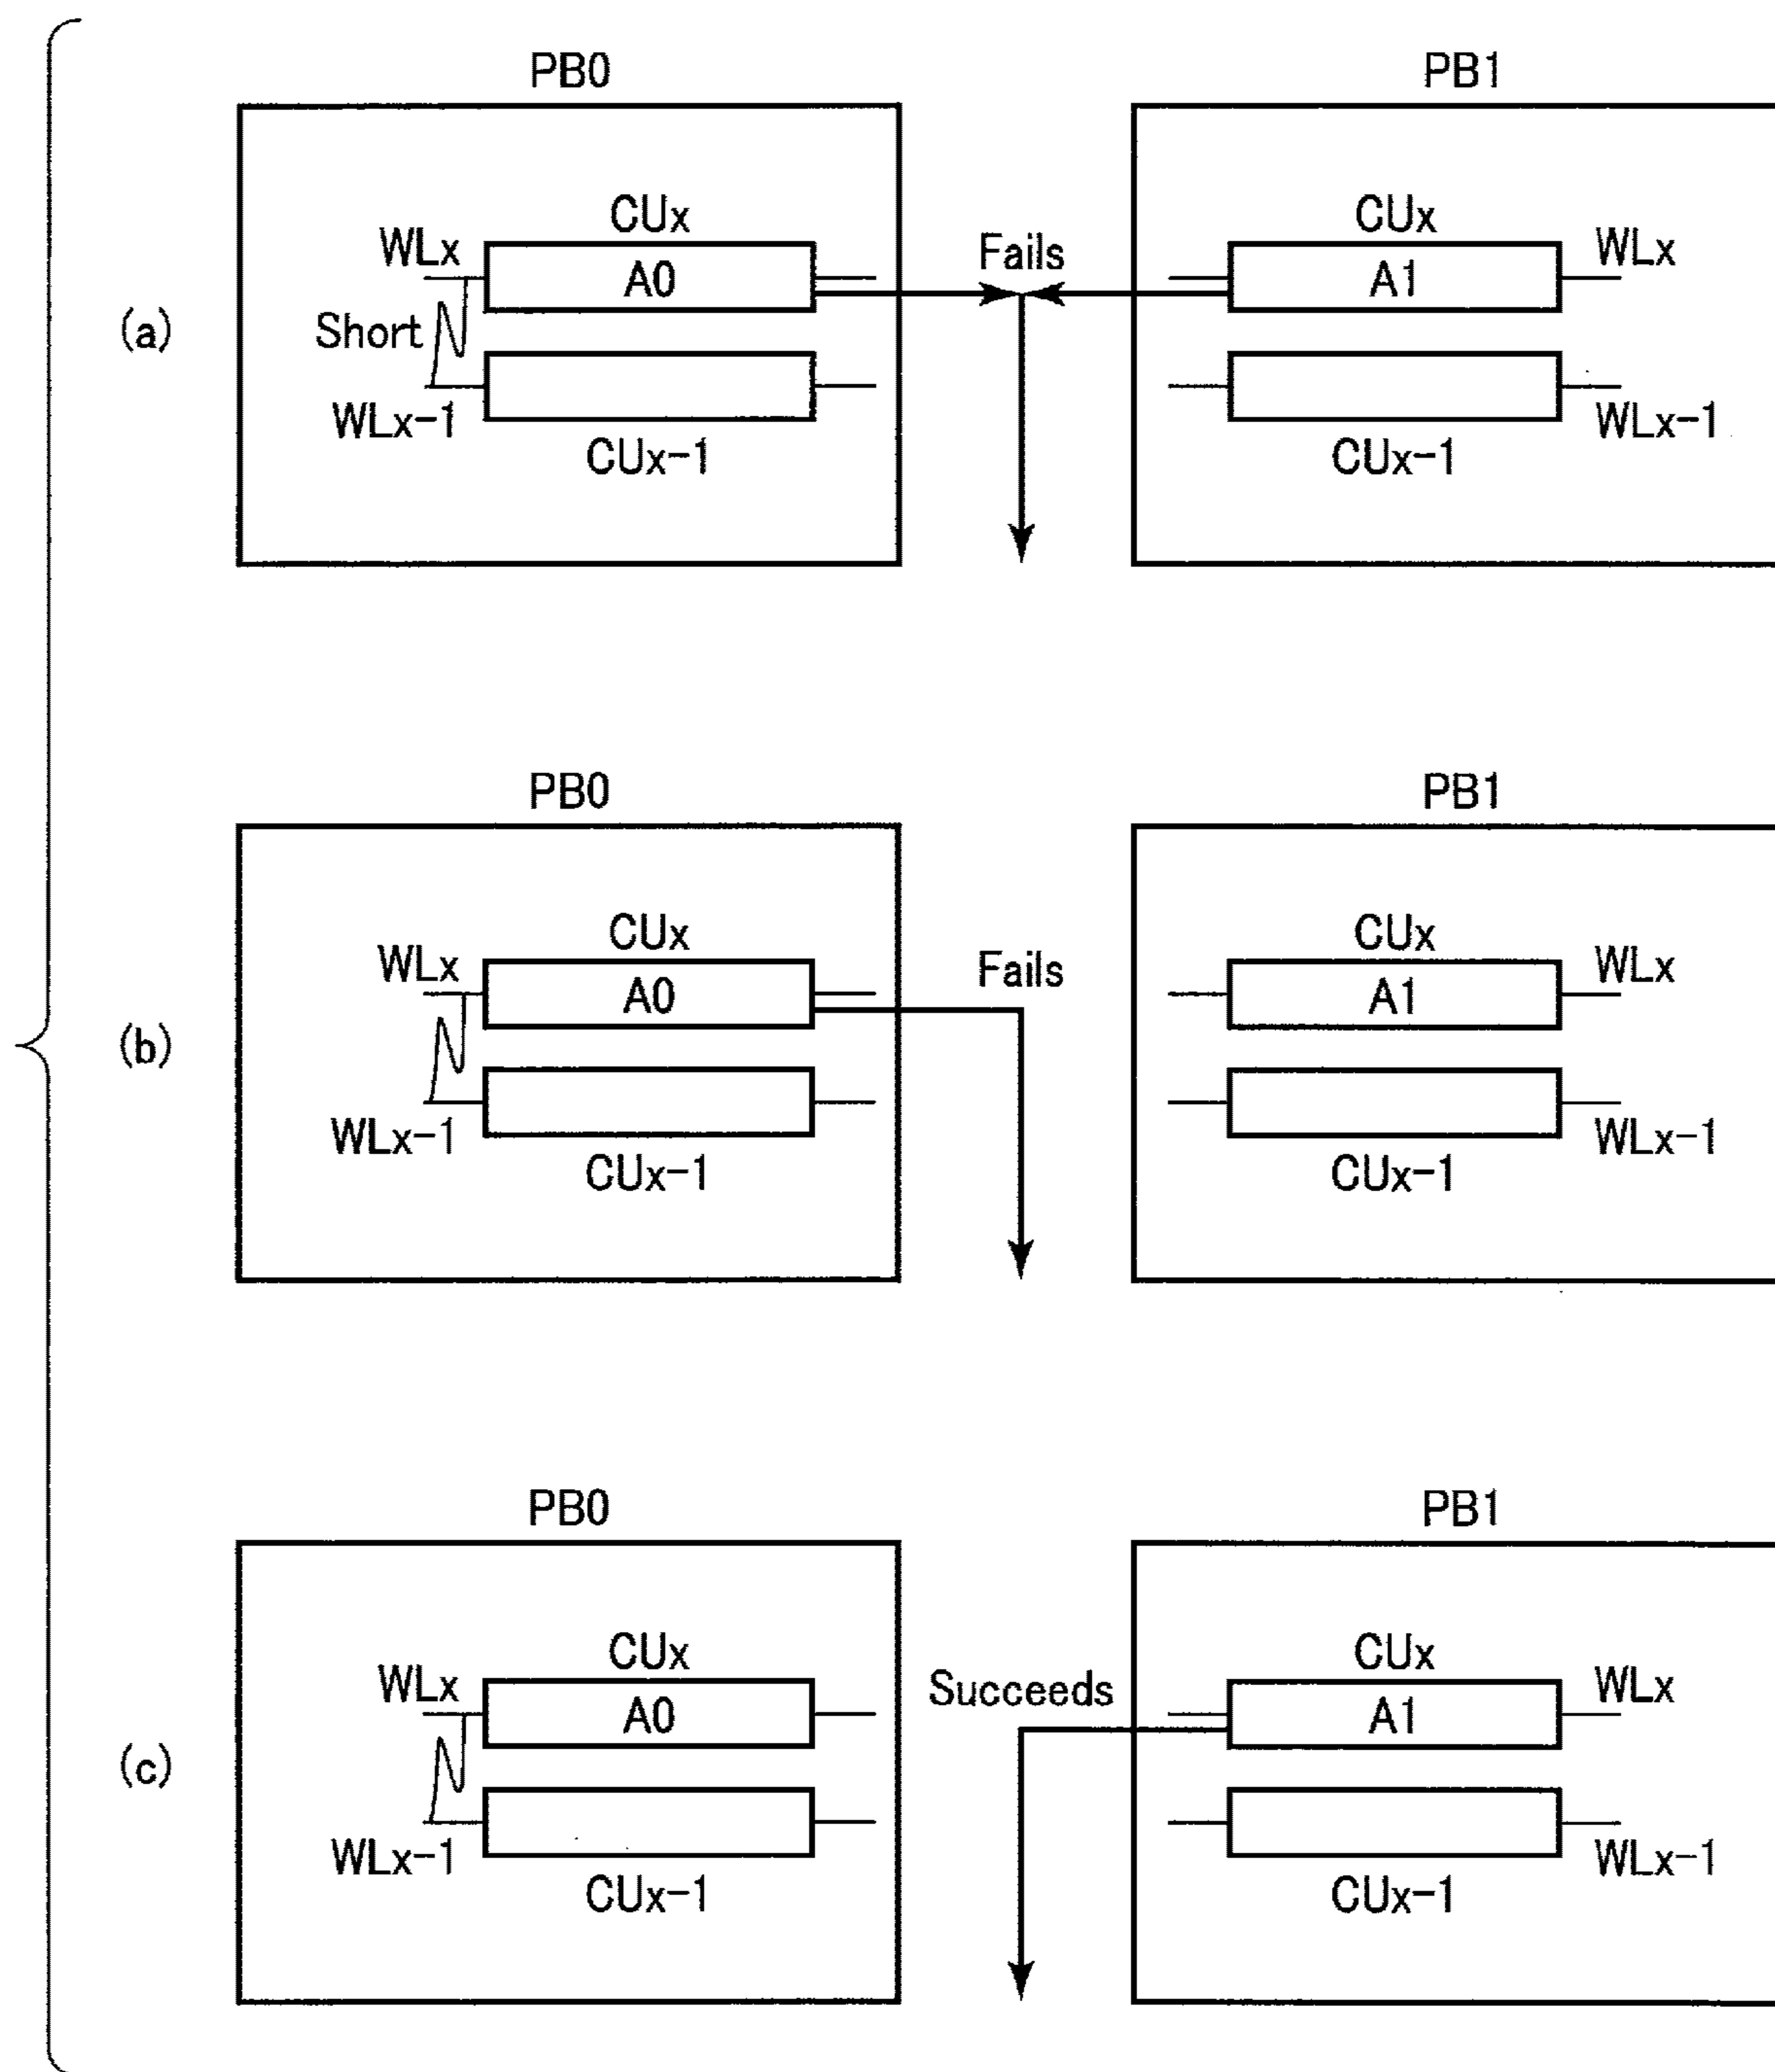 PB0 PB1
CUx CUx
WLx A0 Fails A1 WLx
(a) Short
WLx-1 WLx-1
CUx-1 CUx-1
PB0 PB1
CUx CUx
WLx A0 Fails A1 WLx
(b)
WLx-1 WLx-1
CUx-1 CUx-1
PB0 PB1
CUx CUx
WLx A0 Succeeds A1 WLx
(c)
WLx-1 WLx-1
CUx-1 CUx-1